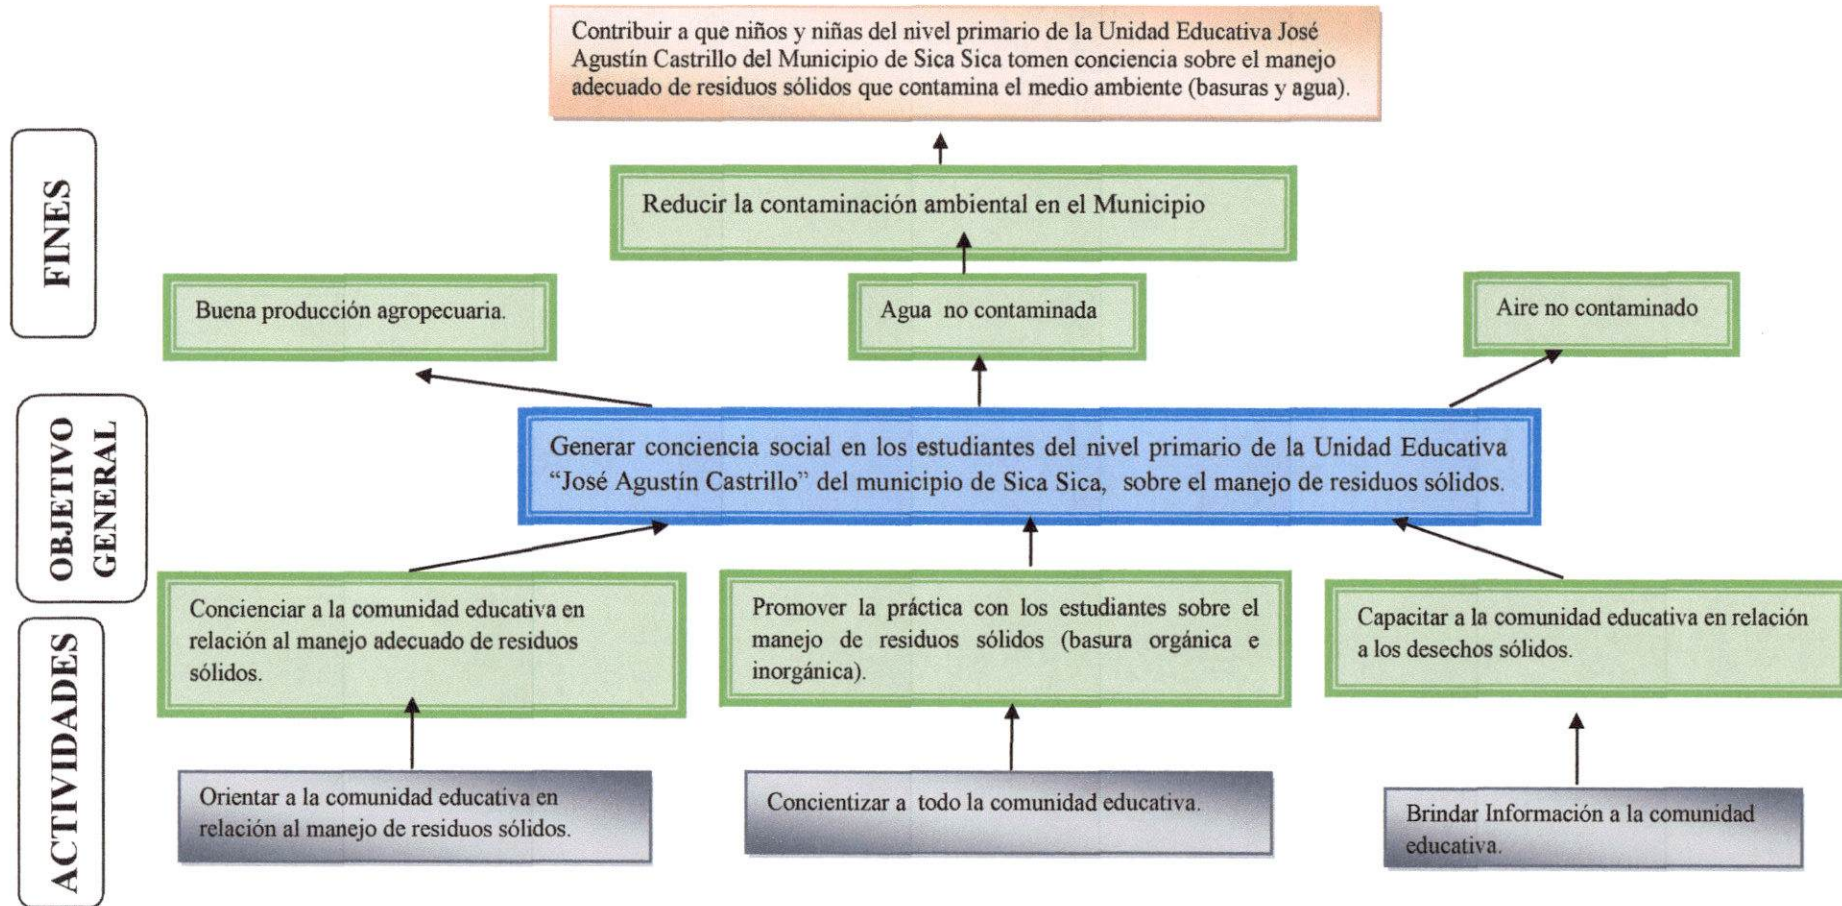 Contribuir a que niños y niñas del nivel primario de la Unidad Educativa José
Agustín Castrillo del Municipio de Sica Sica tomen conciencia sobre el manejo
adecuado de residuos sólidos que contamina el medio ambiente (basuras y agua).
FINES
Reducir la contaminación ambiental en el Municipio
Buena producción agropecuaria.
Agua no contaminada
Aire no contaminado
OBJETIVO
GENERAL
Generar conciencia social en los estudiantes del nivel primario de la Unidad Educativa
“José Agustín Castrillo” del municipio de Sica Sica, sobre el manejo de residuos sólidos.
ACTIVIDADES
Concienciar a la comunidad educativa en
relación al manejo adecuado de residuos
sólidos.
Promover la práctica con los estudiantes sobre el
manejo de residuos sólidos (basura orgánica e
inorgánica).
Capacitar a la comunidad educativa en relación
a los desechos sólidos.
Orientar a la comunidad educativa en
relación al manejo de residuos sólidos.
Concientizar a todo la comunidad educativa.
Brindar Información a la comunidad
educativa.